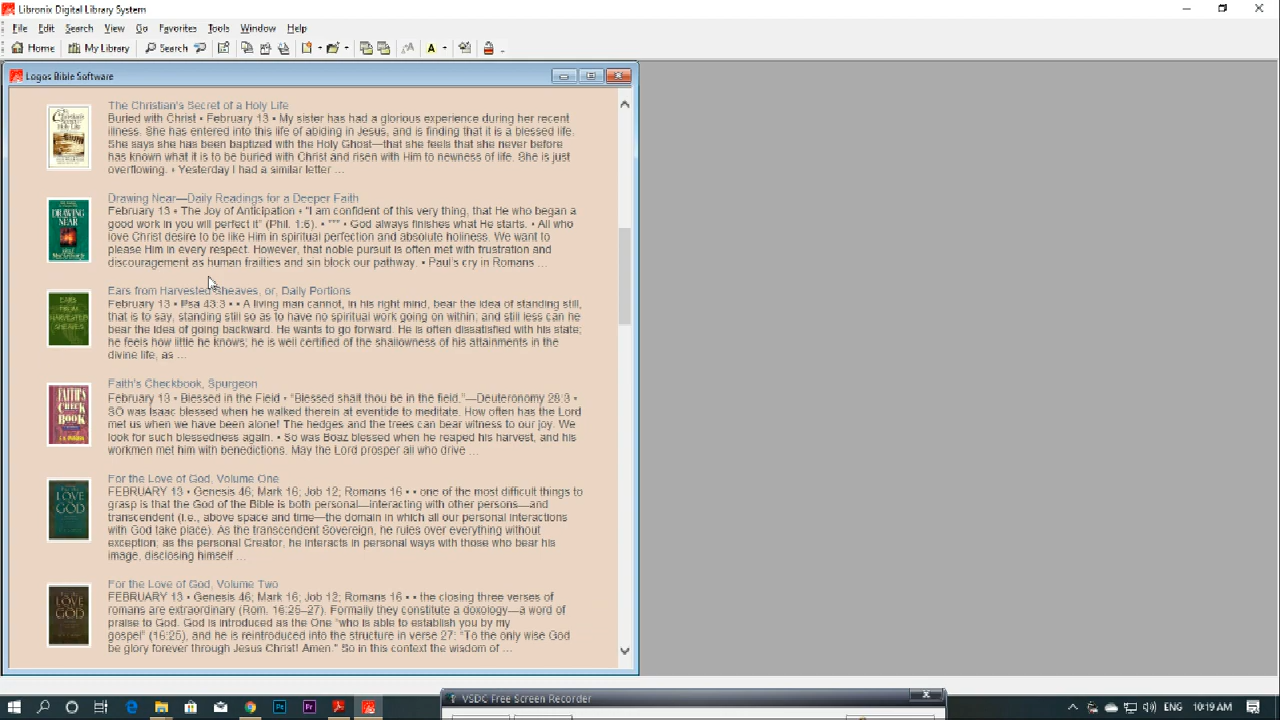 Libronix Digital Library System
File Edit Search View Go Favorites Tools Window Help
Home My Library Search
Logos Bible Software
The Christian's Secret of a Holy Life
Buried with Christ • February 13 • My sister has had a glorious experience during her recent
illness. She has entered into this life of abiding in Jesus, and is finding that it is a blessed life.
She says she has been baptized with the Holy Ghost—that she feels that she never before
has known what it is to be buried with Christ and risen with Him to newness of life. She is just
overflowing. • Yesterday I had a similar letter ...
Drawing Near—Daily Readings for a Deeper Faith
February 13 • The Joy of Anticipation • "I am confident of this very thing, that He who began a
good work in you will perfect it" (Phil. 1:6). • *** • God always finishes what He starts. • All who
love Christ desire to be like Him in spiritual perfection and absolute holiness. We want to
please Him in every respect. However, that noble pursuit is often met with frustration and
discouragement as human frailties and sin block our pathway. • Paul's cry in Romans ...
DRAWING NEAR
Ears from Harvested Sheaves, or, Daily Portions
February 13 • Psa 43:3 • • A living man cannot, in his right mind, bear the idea of standing still,
that is to say, standing still so as to have no spiritual work going on within; and still less can he
bear the idea of going backward. He wants to go forward. He is often dissatisfied with his state;
he feels how little he knows; he is well certified of the shallowness of his attainments in the
divine life, as ...
EARS
FROM
HARVESTED
SHEAVES
Faith's Checkbook, Spurgeon
February 13 • Blessed in the Field • "Blessed shalt thou be in the field."—Deuteronomy 28:3 •
SO was Isaac blessed when he walked therein at eventide to meditate. How often has the Lord
met us when we have been alone! The hedges and the trees can bear witness to our joy. We
look for such blessedness again. • So was Boaz blessed when he reaped his harvest, and his
workmen met him with benedictions. May the Lord prosper all who drive ...
FAITH'S
CHECK
BOOK
For the Love of God, Volume One
FEBRUARY 13 • Genesis 46; Mark 16; Job 12; Romans 16 • • one of the most difficult things to
grasp is that the God of the Bible is both personal—interacting with other persons—and
transcendent (i.e., above space and time—the domain in which all our personal interactions
with God take place). As the transcendent Sovereign, he rules over everything without
exception; as the personal Creator, he interacts in personal ways with those who bear his
image, disclosing himself ...
LOVE
GOD
For the Love of God, Volume Two
FEBRUARY 13 • Genesis 46; Mark 16; Job 12; Romans 16 • • the closing three verses of
romans are extraordinary (Rom. 16:25–27). Formally they constitute a doxology—a word of
praise to God. God is introduced as the One "who is able to establish you by my
gospel" (16:25), and he is reintroduced into the structure in verse 27: "To the only wise God
be glory forever through Jesus Christ! Amen." So in this context the wisdom of ...
LOVE
GOD
VSDC Free Screen Recorder
ENG 10:19 AM